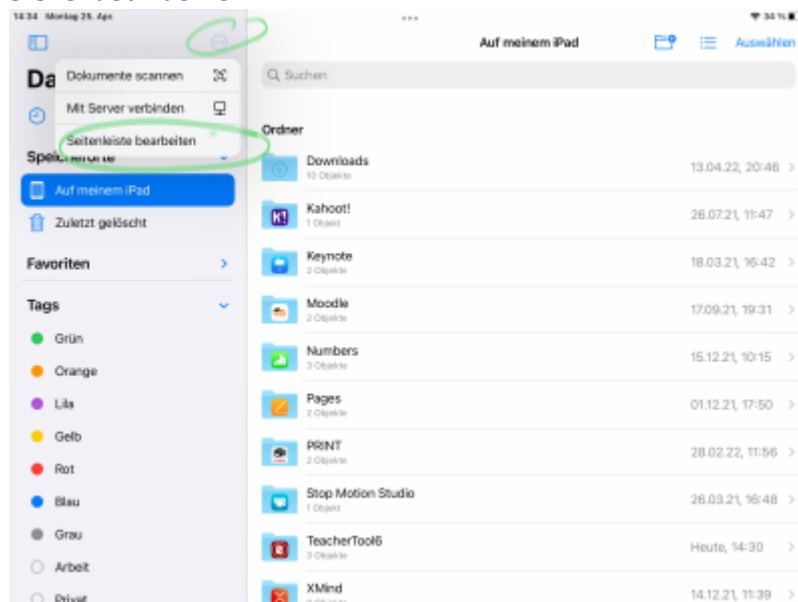 14:34 Montag 25. Apr.
34 %
Auf meinem iPad
Auswählen
Da
Dokumente scannen
Mit Server verbinden
Seitenleiste bearbeiten
Auf meinem iPad
Zuletzt gelöscht
Favoriten
Tags
Grün
Orange
Lila
Gelb
Rot
Blau
Grau
Arbeit
Privat
Suchen
Ordner
Downloads
13.04.22, 20:46
10 Objekte
Kahoot!
26.07.21, 11:47
1 Objekt
Keynote
18.03.21, 16:42
2 Objekte
Moodle
17.09.21, 19:31
2 Objekte
Numbers
15.12.21, 10:15
3 Objekte
Pages
01.12.21, 17:50
2 Objekte
PRINT
28.02.22, 11:56
2 Objekte
Stop Motion Studio
26.03.21, 16:48
1 Objekt
TeacherTool6
Heute, 14:30
3 Objekte
XMind
14.12.21, 11:39